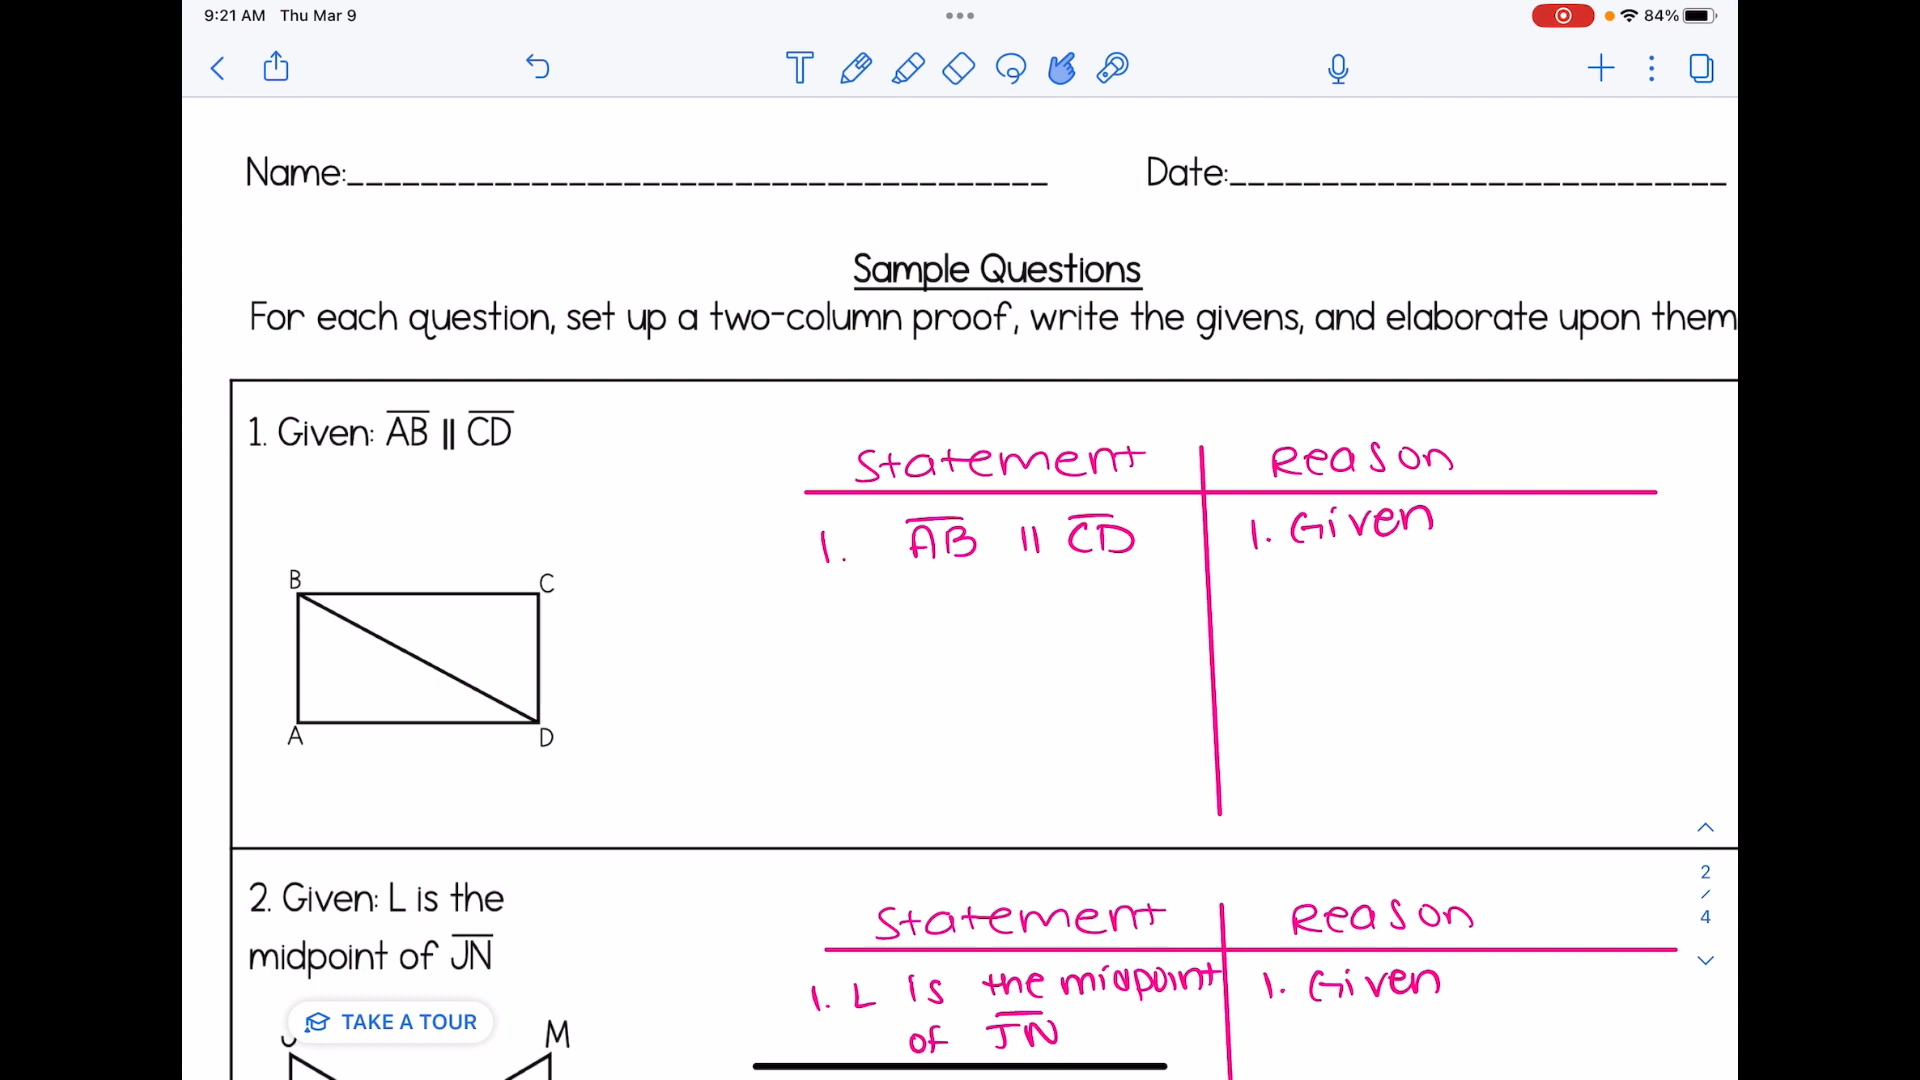 9:21 AM Thu Mar 9
84%
Name:
Date:
Sample Questions
For each question, set up a two-column proof, write the givens, and elaborate upon them
1. Given: AB || CD
Statement Reason
1. AB || CD 1. Given
B C
A D
2
/
4
2. Given: L is the
midpoint of JN
Statement Reason
1. L is the midpoint 1. Given
of JN
TAKE A TOUR
M